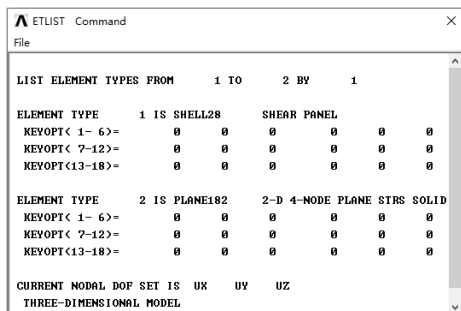 ETLIST Command
File
LIST ELEMENT TYPES FROM 1 TO 2 BY 1
ELEMENT TYPE 1 IS SHELL28 SHEAR PANEL
KEYOPT( 1- 6)= 0 0 0 0 0 0
KEYOPT( 7-12)= 0 0 0 0 0 0
KEYOPT(13-18)= 0 0 0 0 0 0
ELEMENT TYPE 2 IS PLANE182 2-D 4-NODE PLANE STRS SOLID
KEYOPT( 1- 6)= 0 0 0 0 0 0
KEYOPT( 7-12)= 0 0 0 0 0 0
KEYOPT(13-18)= 0 0 0 0 0 0
CURRENT NODAL DOF SET IS UX UY UZ
THREE-DIMENSIONAL MODEL